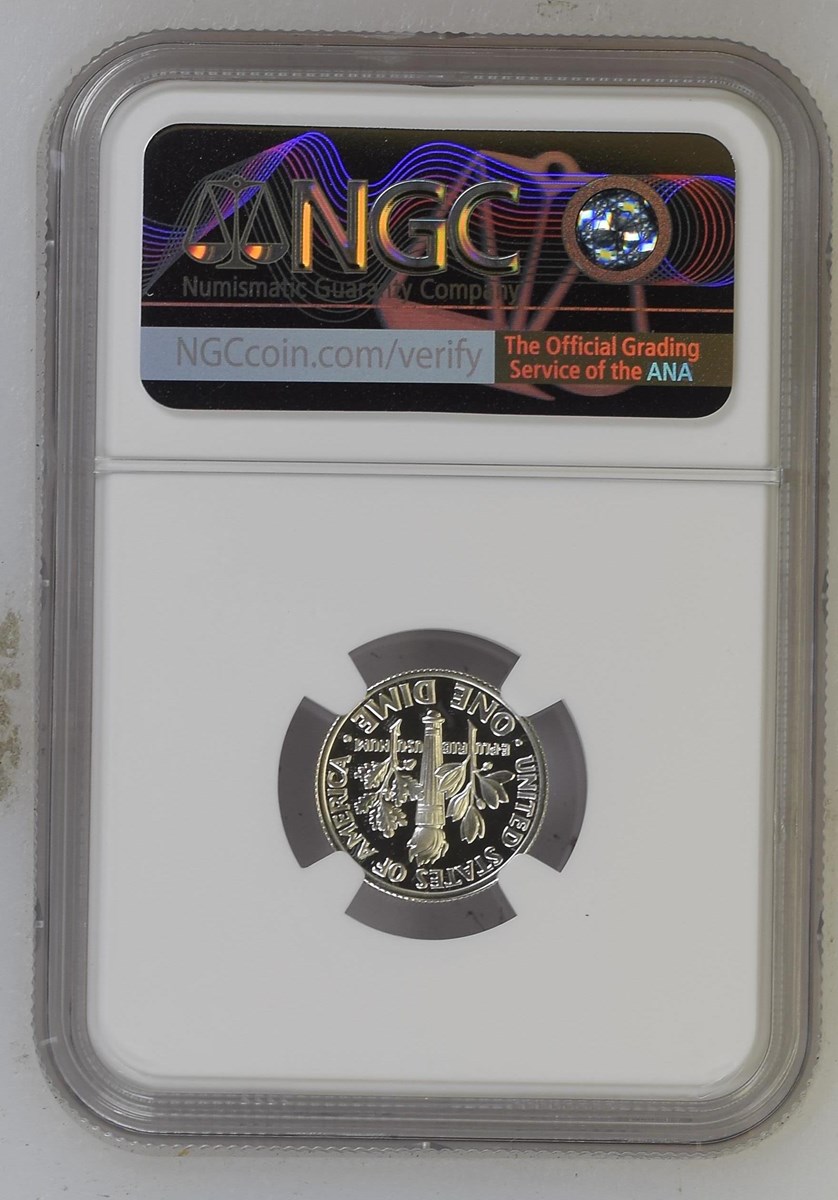 NGC
Numismatic Guaranty Company
NGCcoin.com/verify
The Official Grading
Service of the ANA
UNITED STATES OF AMERICA
E PLURIBUS UNUM
ONE DIME